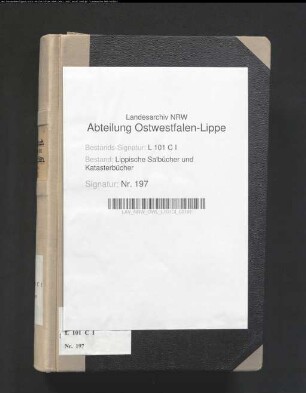 Landesarchiv NRW
Abteilung Ostwestfalen-Lippe
Bestands-Signatur: L 101 C I
Bestand: Lippische Salbücher und
Katasterbücher
Signatur: Nr. 197
L 101 C I
Nr. 197